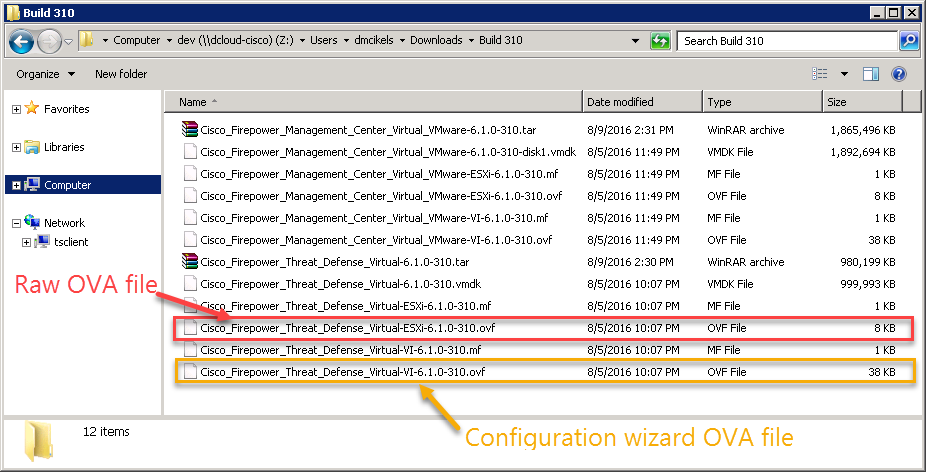 Build 310
Computer dev (\\dcloud-cisco) (Z:) Users dmcikels Downloads Build 310 Search Build 310
Organize New folder
Name Date modified Type Size
Favorites
Libraries
Computer
Network
tsclient
Cisco_Firepower_Management_Center_Virtual_VMware-6.1.0-310.tar 8/9/2016 2:31 PM WinRAR archive 1,865,496 KB
Cisco_Firepower_Management_Center_Virtual_VMware-6.1.0-310-disk1.vmdk 8/5/2016 11:49 PM VMDK File 1,892,694 KB
Cisco_Firepower_Management_Center_Virtual_VMware-ESXi-6.1.0-310.mf 8/5/2016 11:49 PM MF File 1 KB
Cisco_Firepower_Management_Center_Virtual_VMware-ESXi-6.1.0-310.ovf 8/5/2016 11:49 PM OVF File 8 KB
Cisco_Firepower_Management_Center_Virtual_VMware-VI-6.1.0-310.mf 8/5/2016 11:49 PM MF File 1 KB
Cisco_Firepower_Management_Center_Virtual_VMware-VI-6.1.0-310.ovf 8/5/2016 11:49 PM OVF File 38 KB
Cisco_Firepower_Threat_Defense_Virtual-6.1.0-310.tar 8/9/2016 2:30 PM WinRAR archive 980,199 KB
Cisco_Firepower_Threat_Defense_Virtual-6.1.0-310.vmdk 8/5/2016 10:07 PM VMDK File 999,993 KB
Raw OVA file
Cisco_Firepower_Threat_Defense_Virtual-ESXi-6.1.0-310.mf 8/5/2016 10:07 PM MF File 1 KB
Cisco_Firepower_Threat_Defense_Virtual-ESXi-6.1.0-310.ovf 8/5/2016 10:07 PM OVF File 8 KB
Cisco_Firepower_Threat_Defense_Virtual-VI-6.1.0-310.mf 8/5/2016 10:07 PM MF File 1 KB
Cisco_Firepower_Threat_Defense_Virtual-VI-6.1.0-310.ovf 8/5/2016 10:07 PM OVF File 38 KB
12 items
Configuration wizard OVA file